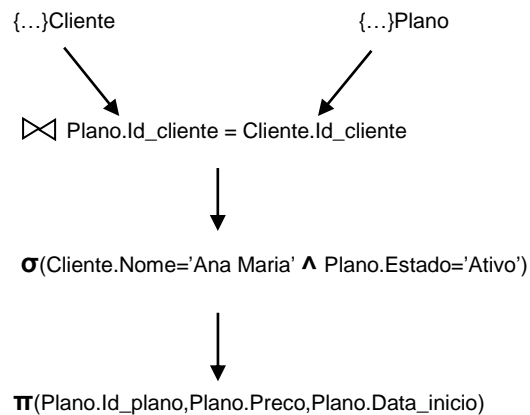 {…}Cliente {…}Plano
⋈ Plano.Id_cliente = Cliente.Id_cliente
σ(Cliente.Nome='Ana Maria' ∧ Plano.Estado='Ativo')
π(Plano.Id_plano,Plano.Preco,Plano.Data_inicio)